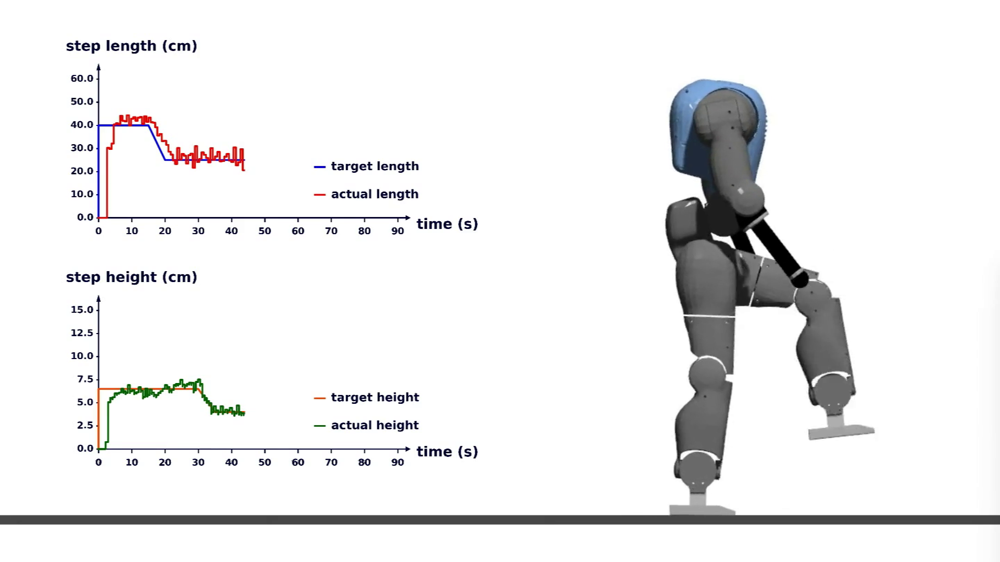 step length (cm)
60.0
50.0
40.0
30.0
20.0
10.0
0.0
target length
actual length
0 10 20 30 40 50 60 70 80 90
time (s)
step height (cm)
15.0
12.5
10.0
7.5
5.0
2.5
0.0
target height
actual height
0 10 20 30 40 50 60 70 80 90
time (s)